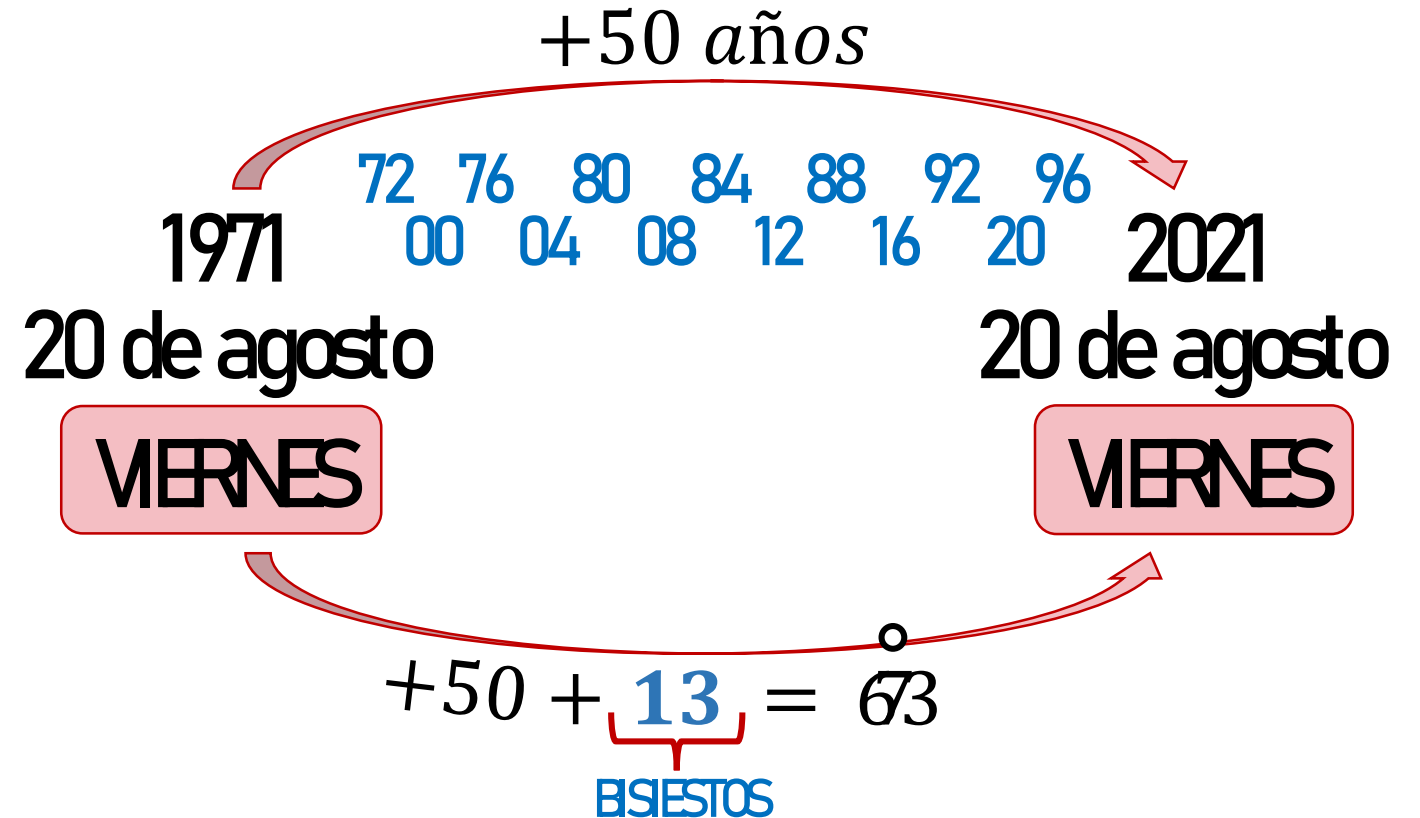 +50 años
72 76 80 84 88 92 96
00 04 08 12 16 20
1971
20 de agosto
VIERNES
2021
20 de agosto
VIERNES
+50 + 13 = 63
BISIESTOS